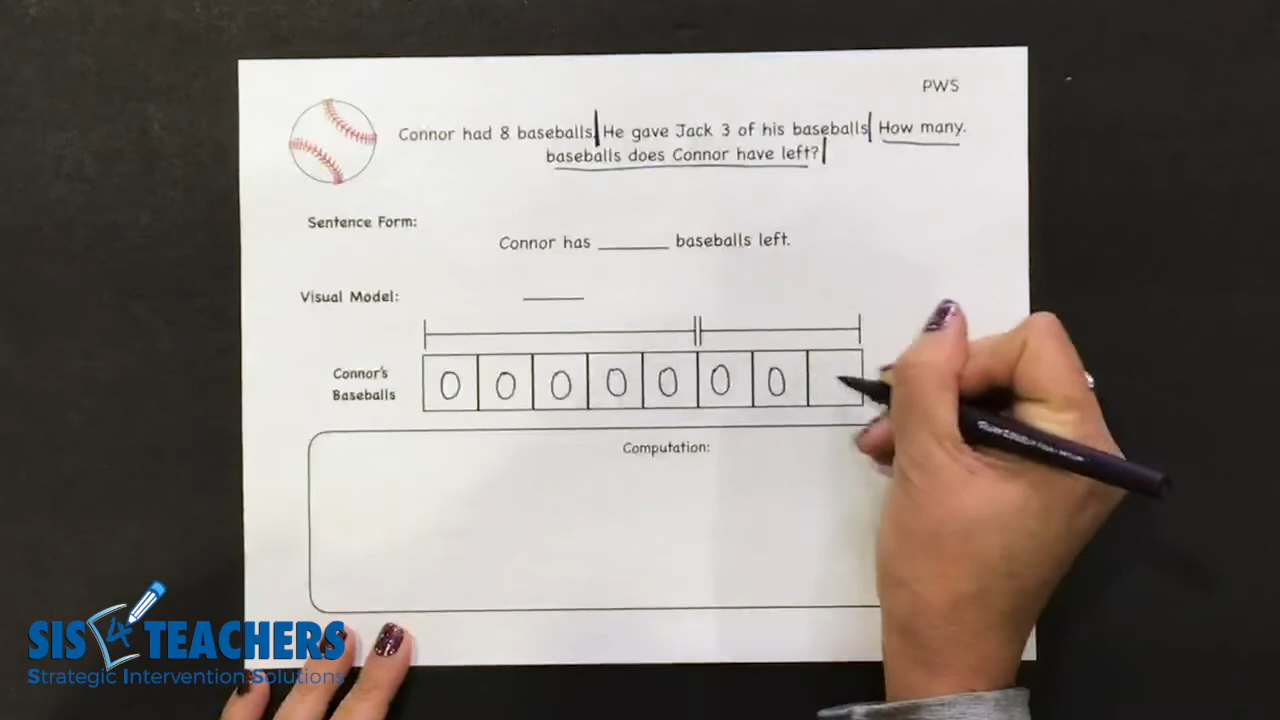 PWS
Connor had 8 baseballs. He gave Jack 3 of his baseballs How many.
baseballs does Connor have left?
Sentence Form:
Connor has ______ baseballs left.
Visual Model:
Connor's
Baseballs
0 0 0 0 0 0 0
Computation:
SIS 4 TEACHERS
Strategic Intervention Solutions